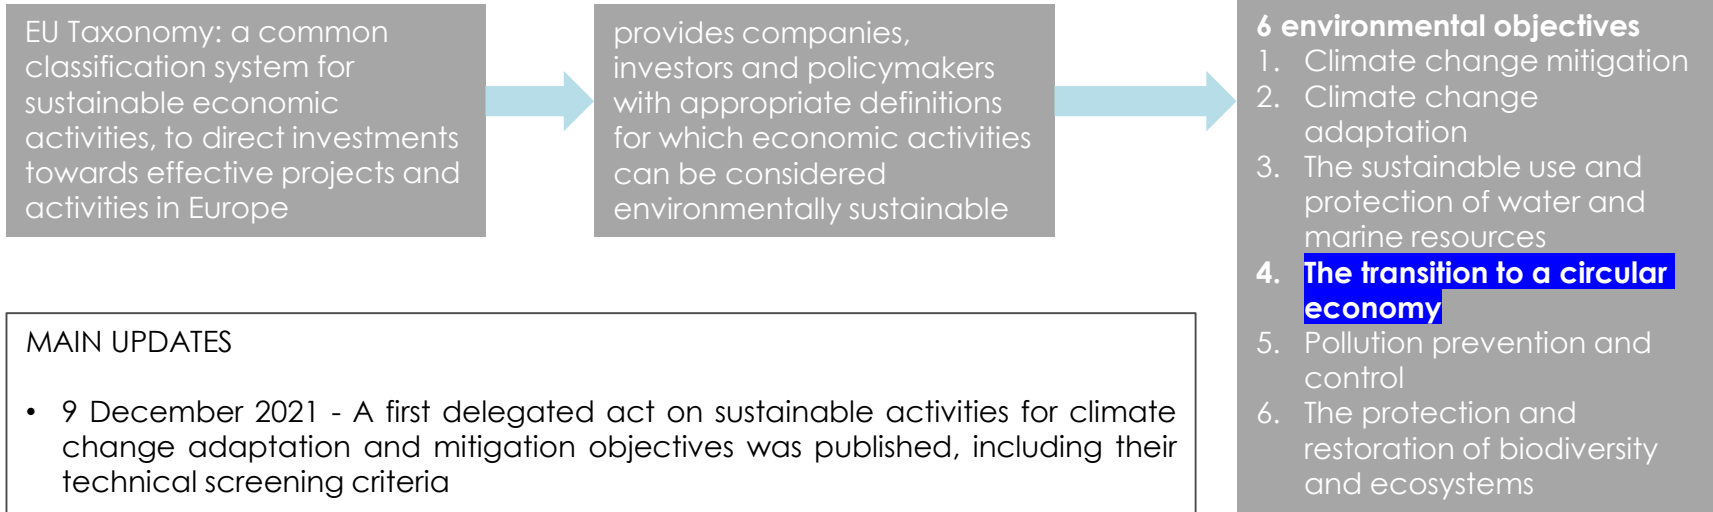 EU Taxonomy: a common
classification system for
sustainable economic
activities, to direct investments
towards effective projects and
activities in Europe
provides companies,
investors and policymakers
with appropriate definitions
for which economic activities
can be considered
environmentally sustainable
6 environmental objectives
1. Climate change mitigation
2. Climate change
adaptation
3. The sustainable use and
protection of water and
marine resources
4. The transition to a circular
economy
5. Pollution prevention and
control
6. The protection and
restoration of biodiversity
and ecosystems
MAIN UPDATES
• 9 December 2021 - A first delegated act on sustainable activities for climate
change adaptation and mitigation objectives was published, including their
technical screening criteria